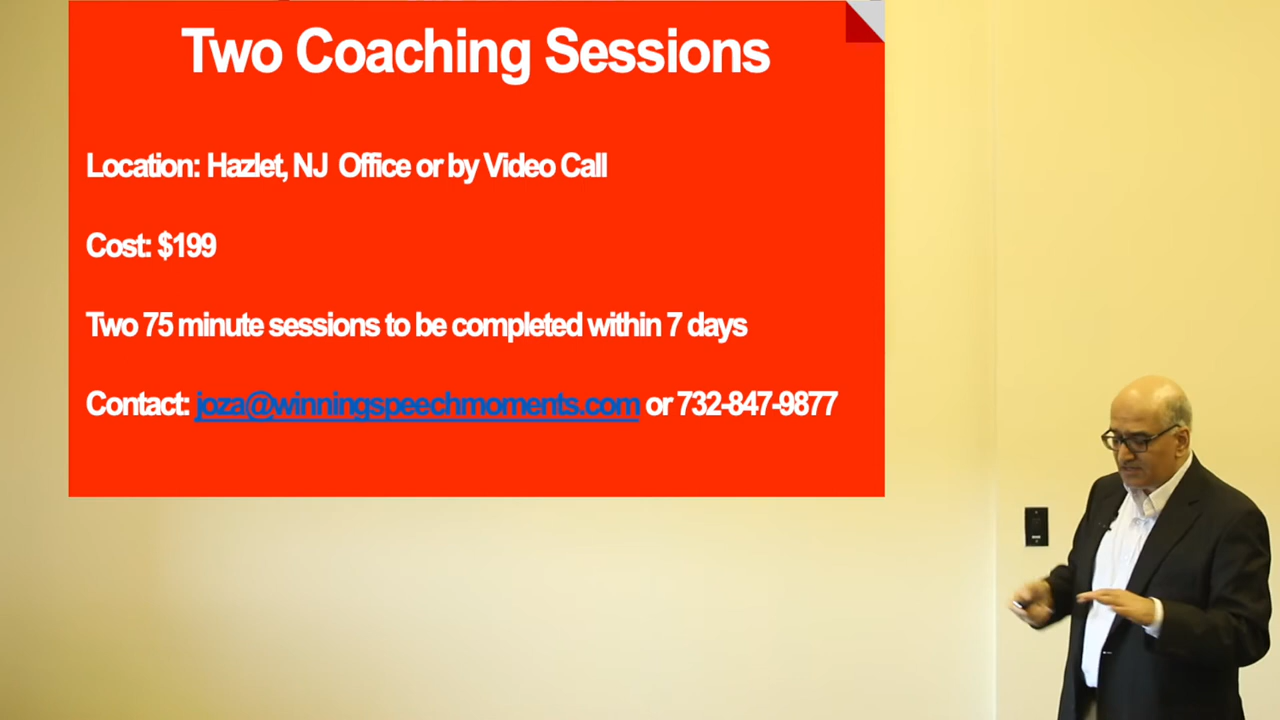 Two Coaching Sessions
Location: Hazlet, NJ Office or by Video Call
Cost: $199
Two 75 minute sessions to be completed within 7 days
Contact: joza@winningspeechmoments.com or 732-847-9877